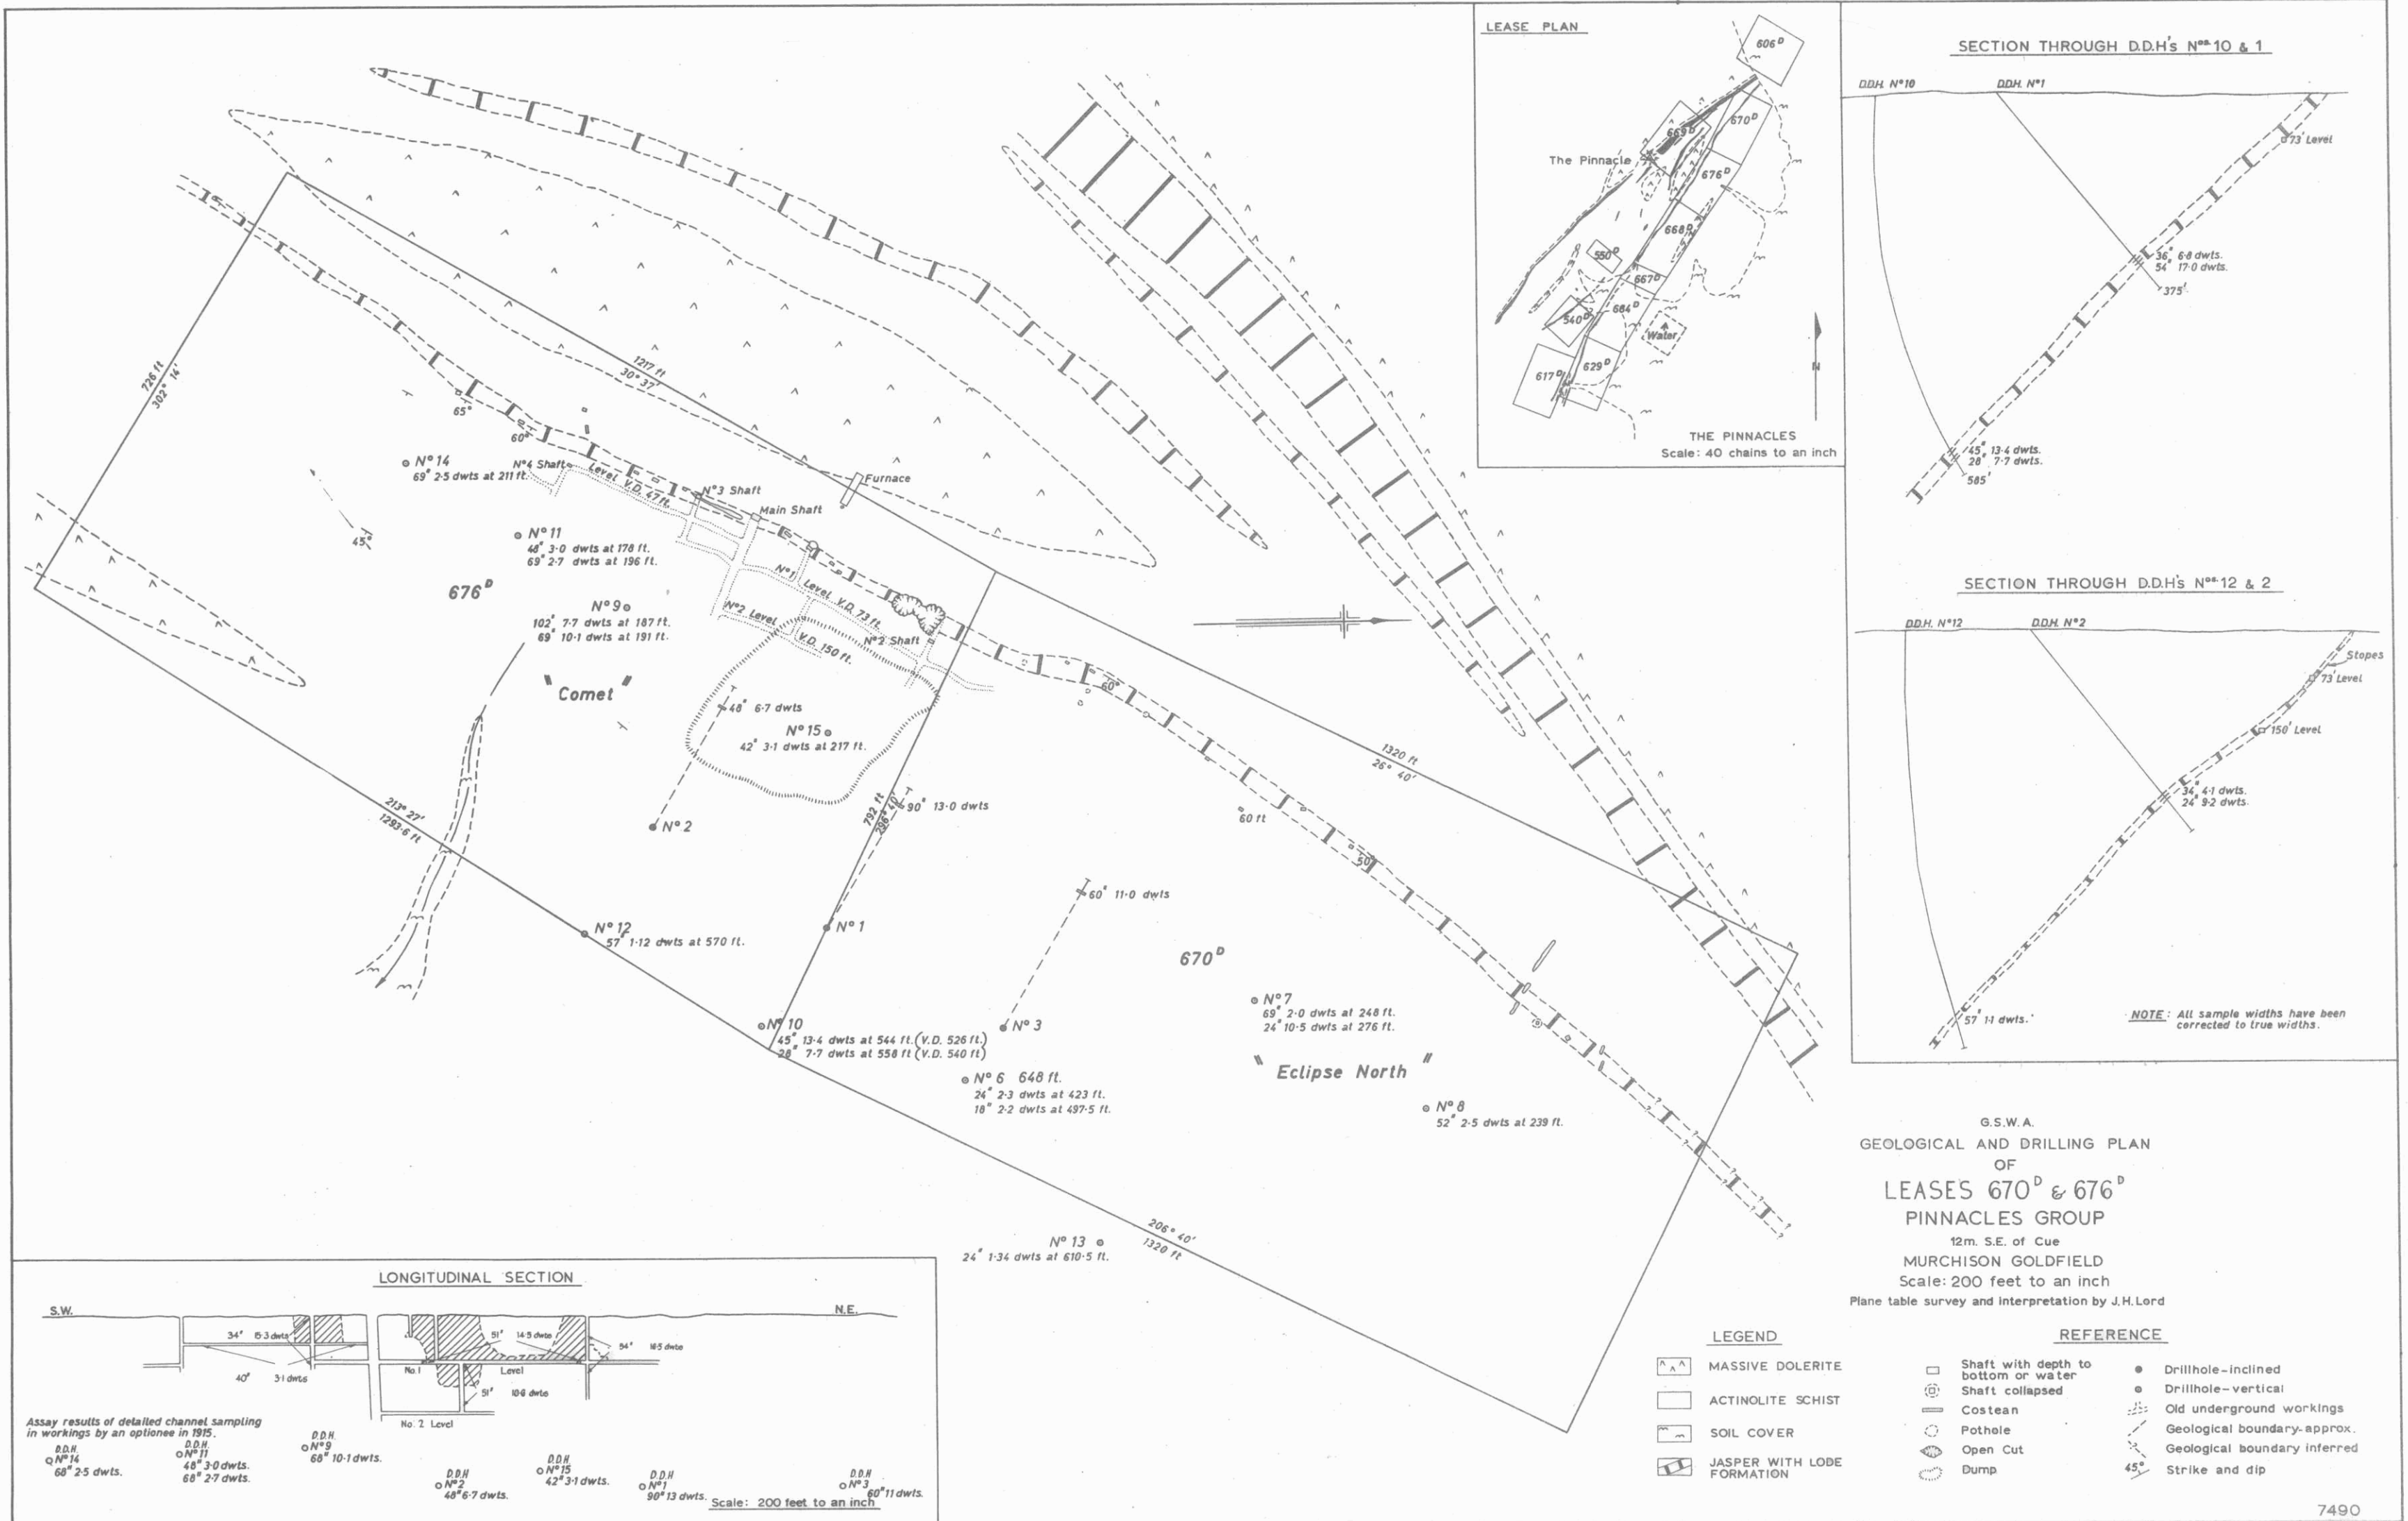 LEASE PLAN
606ᴰ
669ᴰ
670ᴰ
The Pinnacle
676ᴰ
668ᴰ
550ᴰ
667ᴰ
684ᴰ
540ᴰ
Water
629ᴰ
617ᴰ
N
THE PINNACLES
Scale: 40 chains to an inch
SECTION THROUGH D.D.H's Nos 10 & 1
D.D.H. Nº10
D.D.H. Nº1
73' Level
36" 6·8 dwts.
54" 17·0 dwts.
375'
45" 13·4 dwts.
28" 7·7 dwts.
585'
SECTION THROUGH D.D.H's Nos 12 & 2
D.D.H. Nº12
D.D.H. Nº2
Stopes
73' Level
150' Level
34" 4·1 dwts.
24" 9·2 dwts.
57" 1·1 dwts.
NOTE: All sample widths have been
corrected to true widths.
726 ft
302° 14'
1217 ft
30° 37'
65°
60°
Nº 14
69" 2·5 dwts at 211 ft.
Nº4 Shaft
Level V.D. 47 ft.
Nº3 Shaft
Main Shaft
Furnace
45°
Nº 11
48" 3·0 dwts at 178 ft.
69" 2·7 dwts at 196 ft.
676ᴰ
Nº 9
102" 7·7 dwts at 187 ft.
69" 10·1 dwts at 191 ft.
"Comet"
Nº1 Level V.D. 73 ft.
Nº2 Level V.D. 150 ft.
Nº2 Shaft
48" 6·7 dwts
Nº 15
42" 3·1 dwts at 217 ft.
Nº 2
213° 27'
1293·6 ft
792 ft
296° 40'
90" 13·0 dwts
60°
1320 ft
26° 40'
60 ft
50°
Nº 12
57" 1·12 dwts at 570 ft.
Nº 1
60" 11·0 dwts
670ᴰ
Nº 10
45" 13·4 dwts at 544 ft. (V.D. 526 ft.)
28" 7·7 dwts at 558 ft (V.D. 540 ft)
Nº 3
Nº 7
69" 2·0 dwts at 248 ft.
24" 10·5 dwts at 276 ft.
"Eclipse North"
Nº 6 648 ft.
24" 2·3 dwts at 423 ft.
18" 2·2 dwts at 497·5 ft.
Nº 8
52" 2·5 dwts at 239 ft.
Nº 13
24" 1·34 dwts at 610·5 ft.
206° 40'
1320 ft
G.S.W.A.
GEOLOGICAL AND DRILLING PLAN
OF
LEASES 670ᴰ & 676ᴰ
PINNACLES GROUP
12m. S.E. of Cue
MURCHISON GOLDFIELD
Scale: 200 feet to an inch
Plane table survey and interpretation by J.H. Lord
LEGEND
MASSIVE DOLERITE
ACTINOLITE SCHIST
SOIL COVER
JASPER WITH LODE
FORMATION
REFERENCE
Shaft with depth to
bottom or water
Shaft collapsed
Costean
Pothole
Open Cut
Dump
Drillhole-inclined
Drillhole-vertical
Old underground workings
Geological boundary-approx.
Geological boundary inferred
45° Strike and dip
LONGITUDINAL SECTION
S.W.
N.E.
34" 15·3 dwts
51" 14·5 dwts
54" 16·5 dwts
No.1 Level
40" 3·1 dwts
51" 10·6 dwts
No. 2 Level
Assay results of detailed channel sampling
in workings by an optionee in 1915.
D.D.H.
Nº14
68" 2·5 dwts.
D.D.H.
Nº11
48" 3·0 dwts.
68" 2·7 dwts.
D.D.H.
Nº9
68" 10·1 dwts.
D.D.H
Nº2
48" 6·7 dwts.
D.D.H
Nº15
42" 3·1 dwts.
D.D.H
Nº1
90" 13 dwts.
D.D.H
Nº3
60" 11 dwts.
Scale: 200 feet to an inch
7490